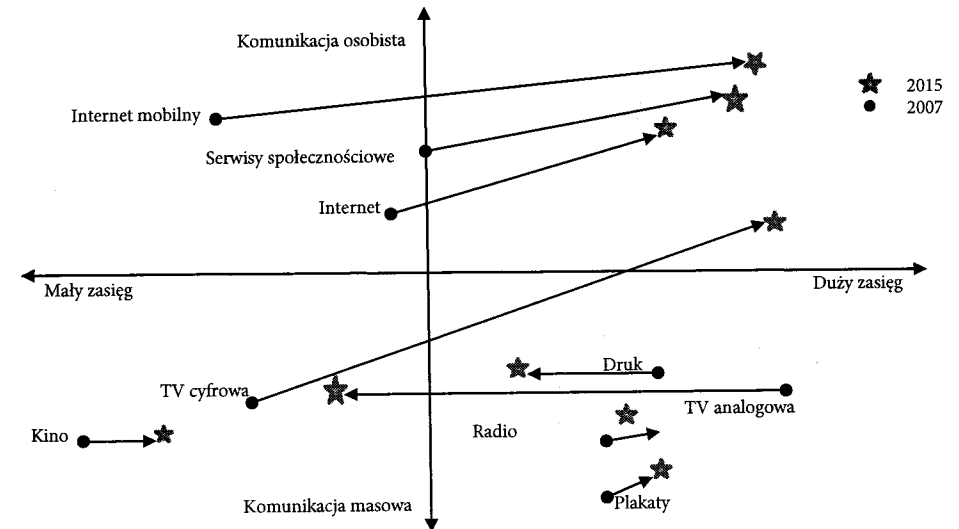 Komunikacja osobista
2015
2007
Internet mobilny
Serwisy społecznościowe
Internet
Mały zasięg
Duży zasięg
Druk
TV cyfrowa
TV analogowa
Kino
Radio
Komunikacja masowa
Plakaty